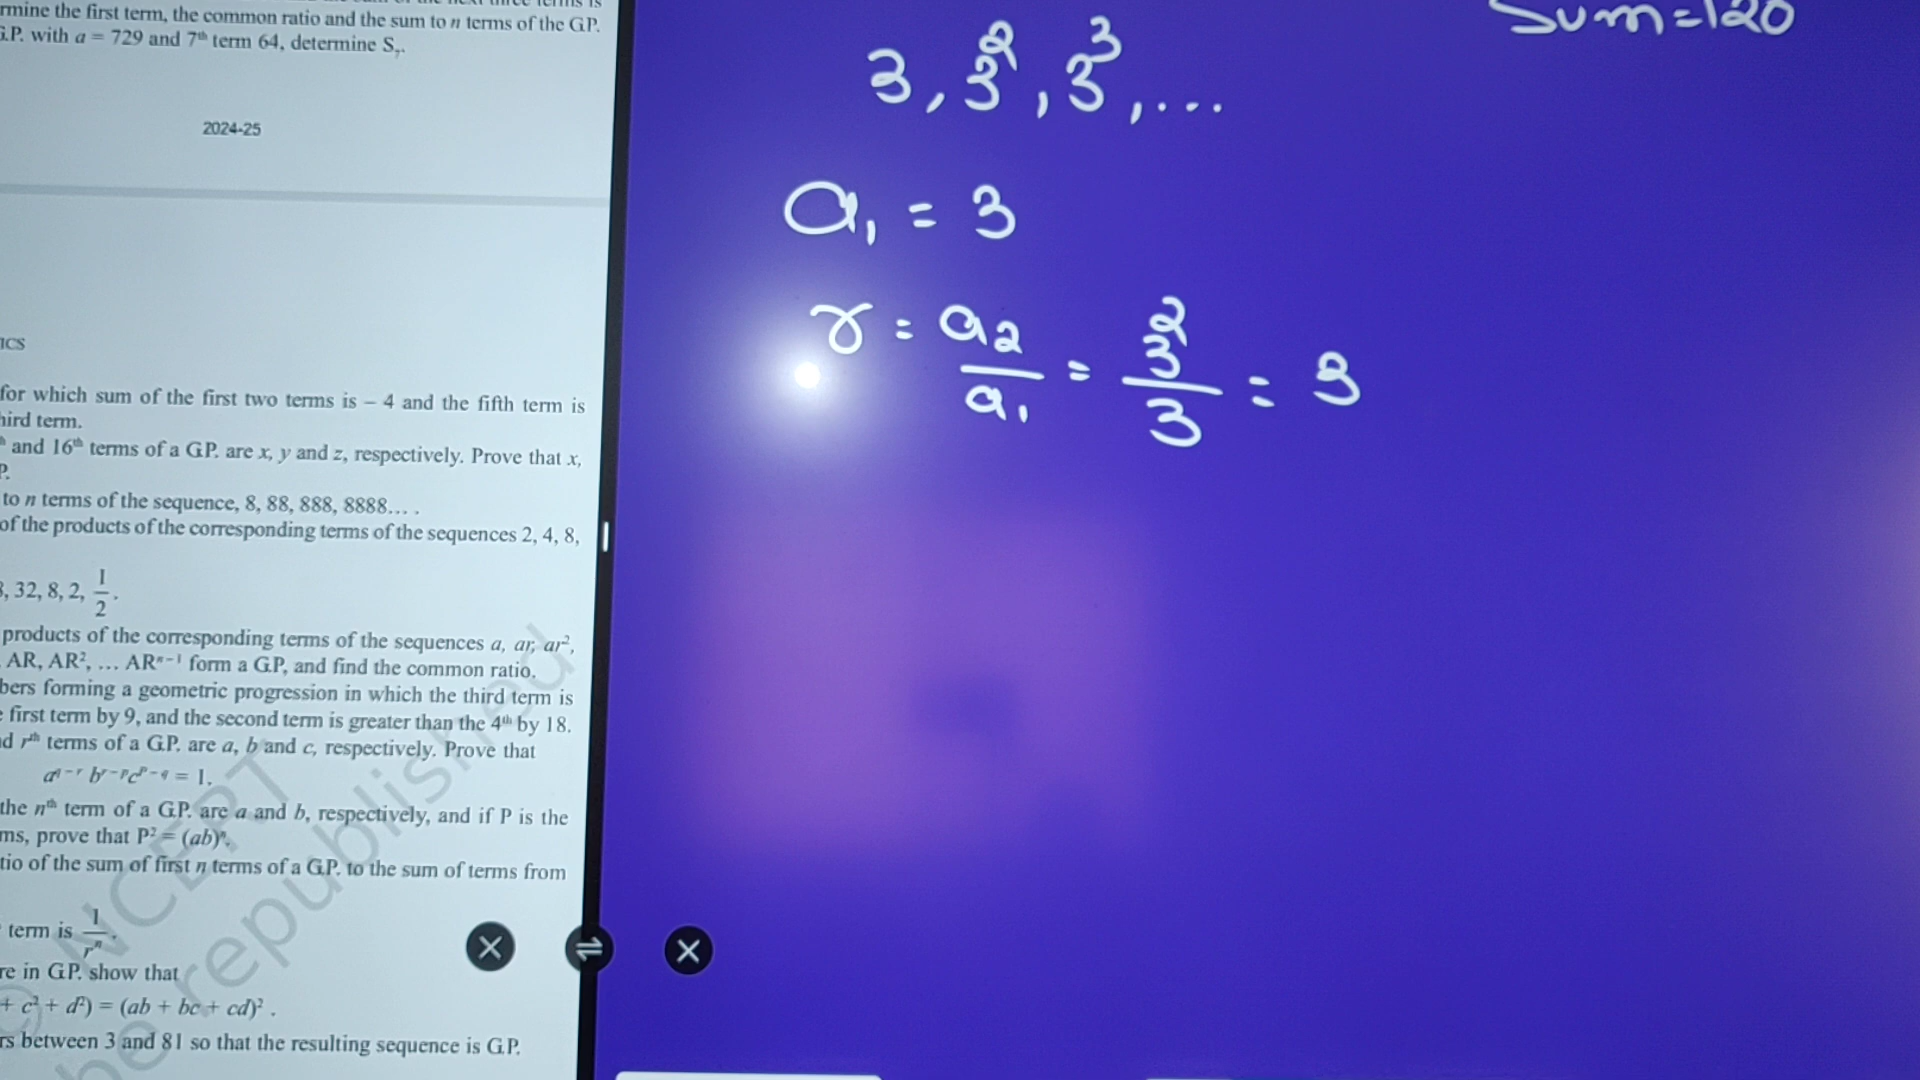 rmine the first term, the common ratio and the sum to n terms of the G.P.
G.P. with a = 729 and 7th term 64, determine S7.
2024-25
ICS
for which sum of the first two terms is – 4 and the fifth term is
hird term.
and 16th terms of a G.P. are x, y and z, respectively. Prove that x,
P.
to n terms of the sequence, 8, 88, 888, 8888... .
of the products of the corresponding terms of the sequences 2, 4, 8,
, 32, 8, 2, 1/2.
products of the corresponding terms of the sequences a, ar, ar²,
AR, AR², ... ARⁿ⁻¹ form a G.P, and find the common ratio.
bers forming a geometric progression in which the third term is
first term by 9, and the second term is greater than the 4th by 18.
d rth terms of a G.P. are a, b and c, respectively. Prove that
a^(q–r) b^(r–p) c^(p–q) = 1.
the nth term of a G.P. are a and b, respectively, and if P is the
ms, prove that P² = (ab)ⁿ.
tio of the sum of first n terms of a G.P. to the sum of terms from
term is 1/rⁿ.
re in G.P. show that
+ c² + d²) = (ab + bc + cd)² .
rs between 3 and 81 so that the resulting sequence is G.P.
© NCERT
be republished
Sum=120
3, 3², 3³, ...
a₁ = 3
r = a₂/a₁ = 3²/3 = 3